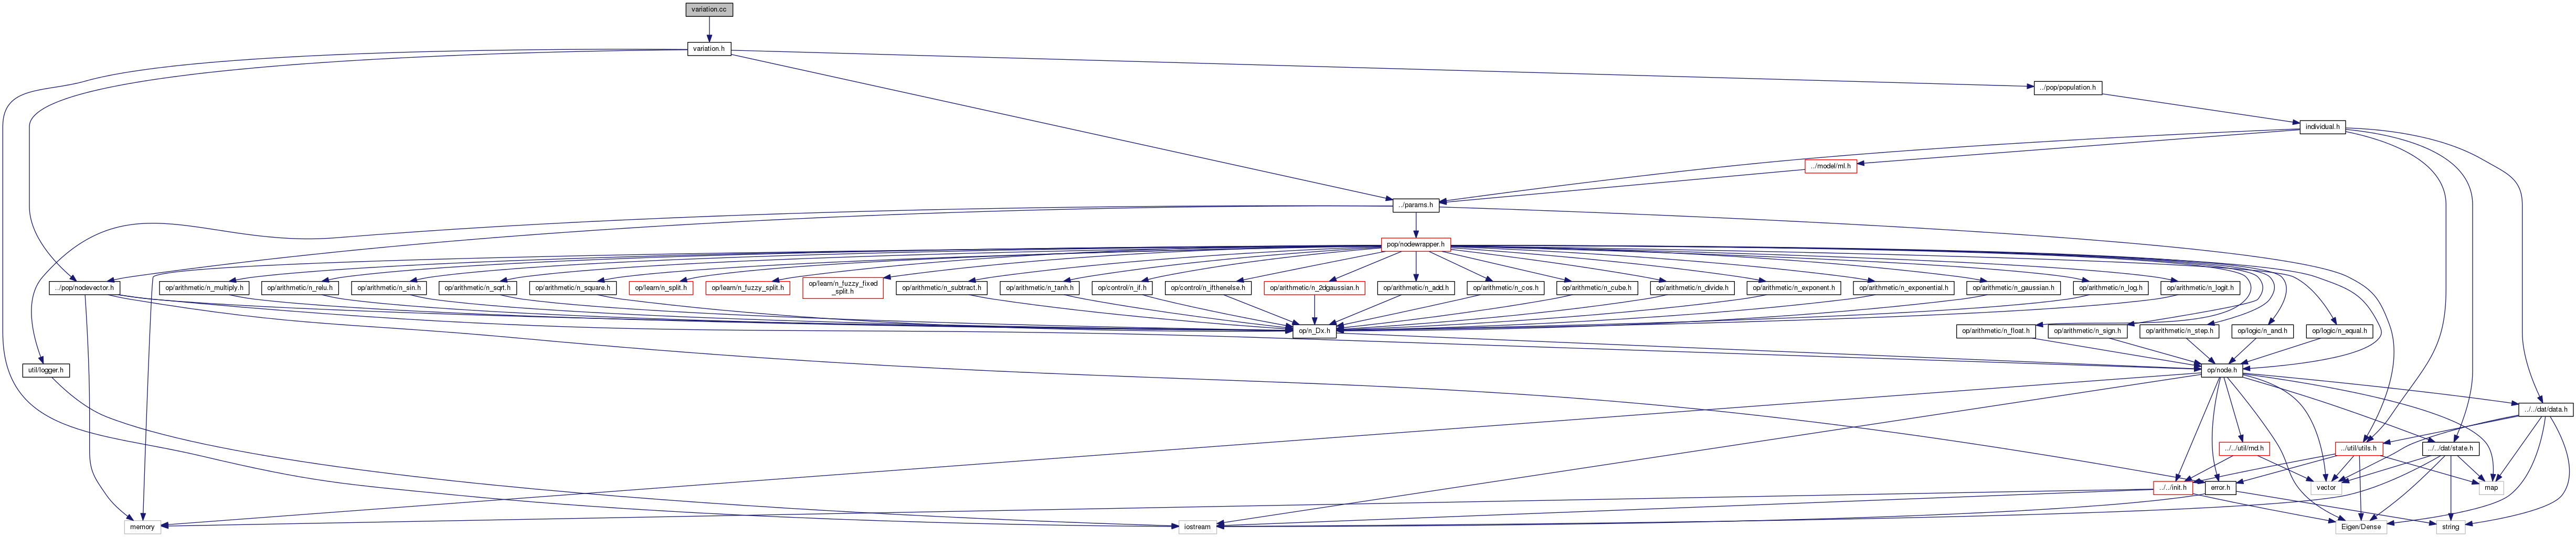 variation.cc
variation.h
../pop/population.h
individual.h
../model/ml.h
../params.h
pop/nodewrapper.h
../pop/nodevector.h
op/arithmetic/n_multiply.h
op/arithmetic/n_relu.h
op/arithmetic/n_sin.h
op/arithmetic/n_sqrt.h
op/arithmetic/n_square.h
op/learn/n_split.h
op/learn/n_fuzzy_split.h
op/learn/n_fuzzy_fixed
_split.h
op/arithmetic/n_subtract.h
op/arithmetic/n_tanh.h
op/control/n_if.h
op/control/n_ifthenelse.h
op/arithmetic/n_2dgaussian.h
op/arithmetic/n_add.h
op/arithmetic/n_cos.h
op/arithmetic/n_cube.h
op/arithmetic/n_divide.h
op/arithmetic/n_exponent.h
op/arithmetic/n_exponential.h
op/arithmetic/n_gaussian.h
op/arithmetic/n_log.h
op/arithmetic/n_logit.h
op/n_Dx.h
op/arithmetic/n_float.h
op/arithmetic/n_sign.h
op/arithmetic/n_step.h
op/logic/n_and.h
op/logic/n_equal.h
util/logger.h
op/node.h
../../dat/data.h
../../util/rnd.h
../util/utils.h
../../dat/state.h
../../init.h
error.h
vector
map
memory
iostream
Eigen/Dense
string